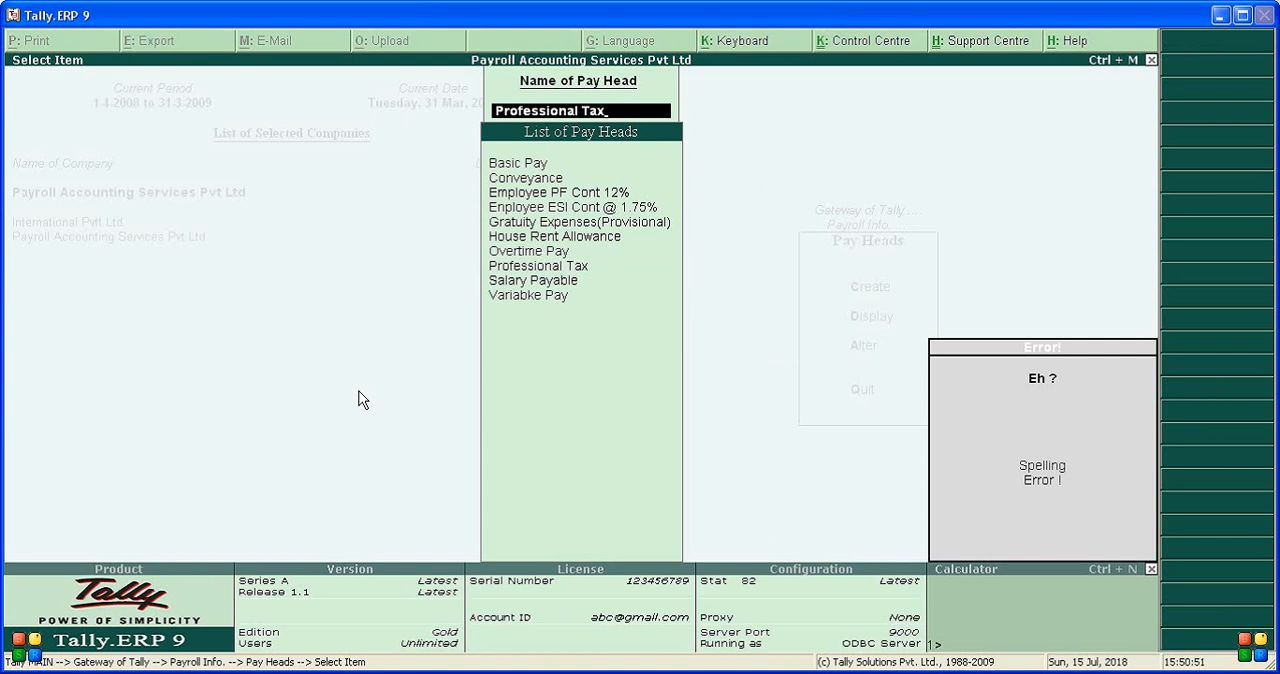 Tally.ERP 9
P: Print E: Export M: E-Mail O: Upload G: Language K: Keyboard K: Control Centre H: Support Centre H: Help
Select Item Payroll Accounting Services Pvt Ltd Ctrl + M
Name of Pay Head
Professional Tax
List of Pay Heads
Basic Pay
Conveyance
Employee PF Cont 12%
Employee ESI Cont @ 1.75%
Gratuity Expenses(Provisional)
House Rent Allowance
Overtime Pay
Professional Tax
Salary Payable
Variabke Pay
Current Period
1-4-2008 to 31-3-2009
Current Date
Tuesday, 31 Mar, 20
List of Selected Companies
Name of Company
Payroll Accounting Services Pvt Ltd
International Pvtt Ltd
Payroll Accounting Services Pvt Ltd
Gateway of Tally ....
Payroll Info.......
Pay Heads
Create
Display
Alter
Quit
Error!
Eh ?
Spelling
Error !
Product
Tally
POWER OF SIMPLICITY
Tally.ERP 9
Version
Series A Latest
Release 1.1 Latest
Edition Gold
Users Unlimited
License
Serial Number 123456789
Account ID abc@gmail.com
Configuration
Stat 82 Latest
Proxy None
Server Port 9000
Running as ODBC Server
Calculator Ctrl + N
1>
Tally MAIN --> Gateway of Tally --> Payroll Info. --> Pay Heads --> Select Item (c) Tally Solutions Pvt. Ltd., 1988-2009 Sun, 15 Jul, 2018 15:50:51